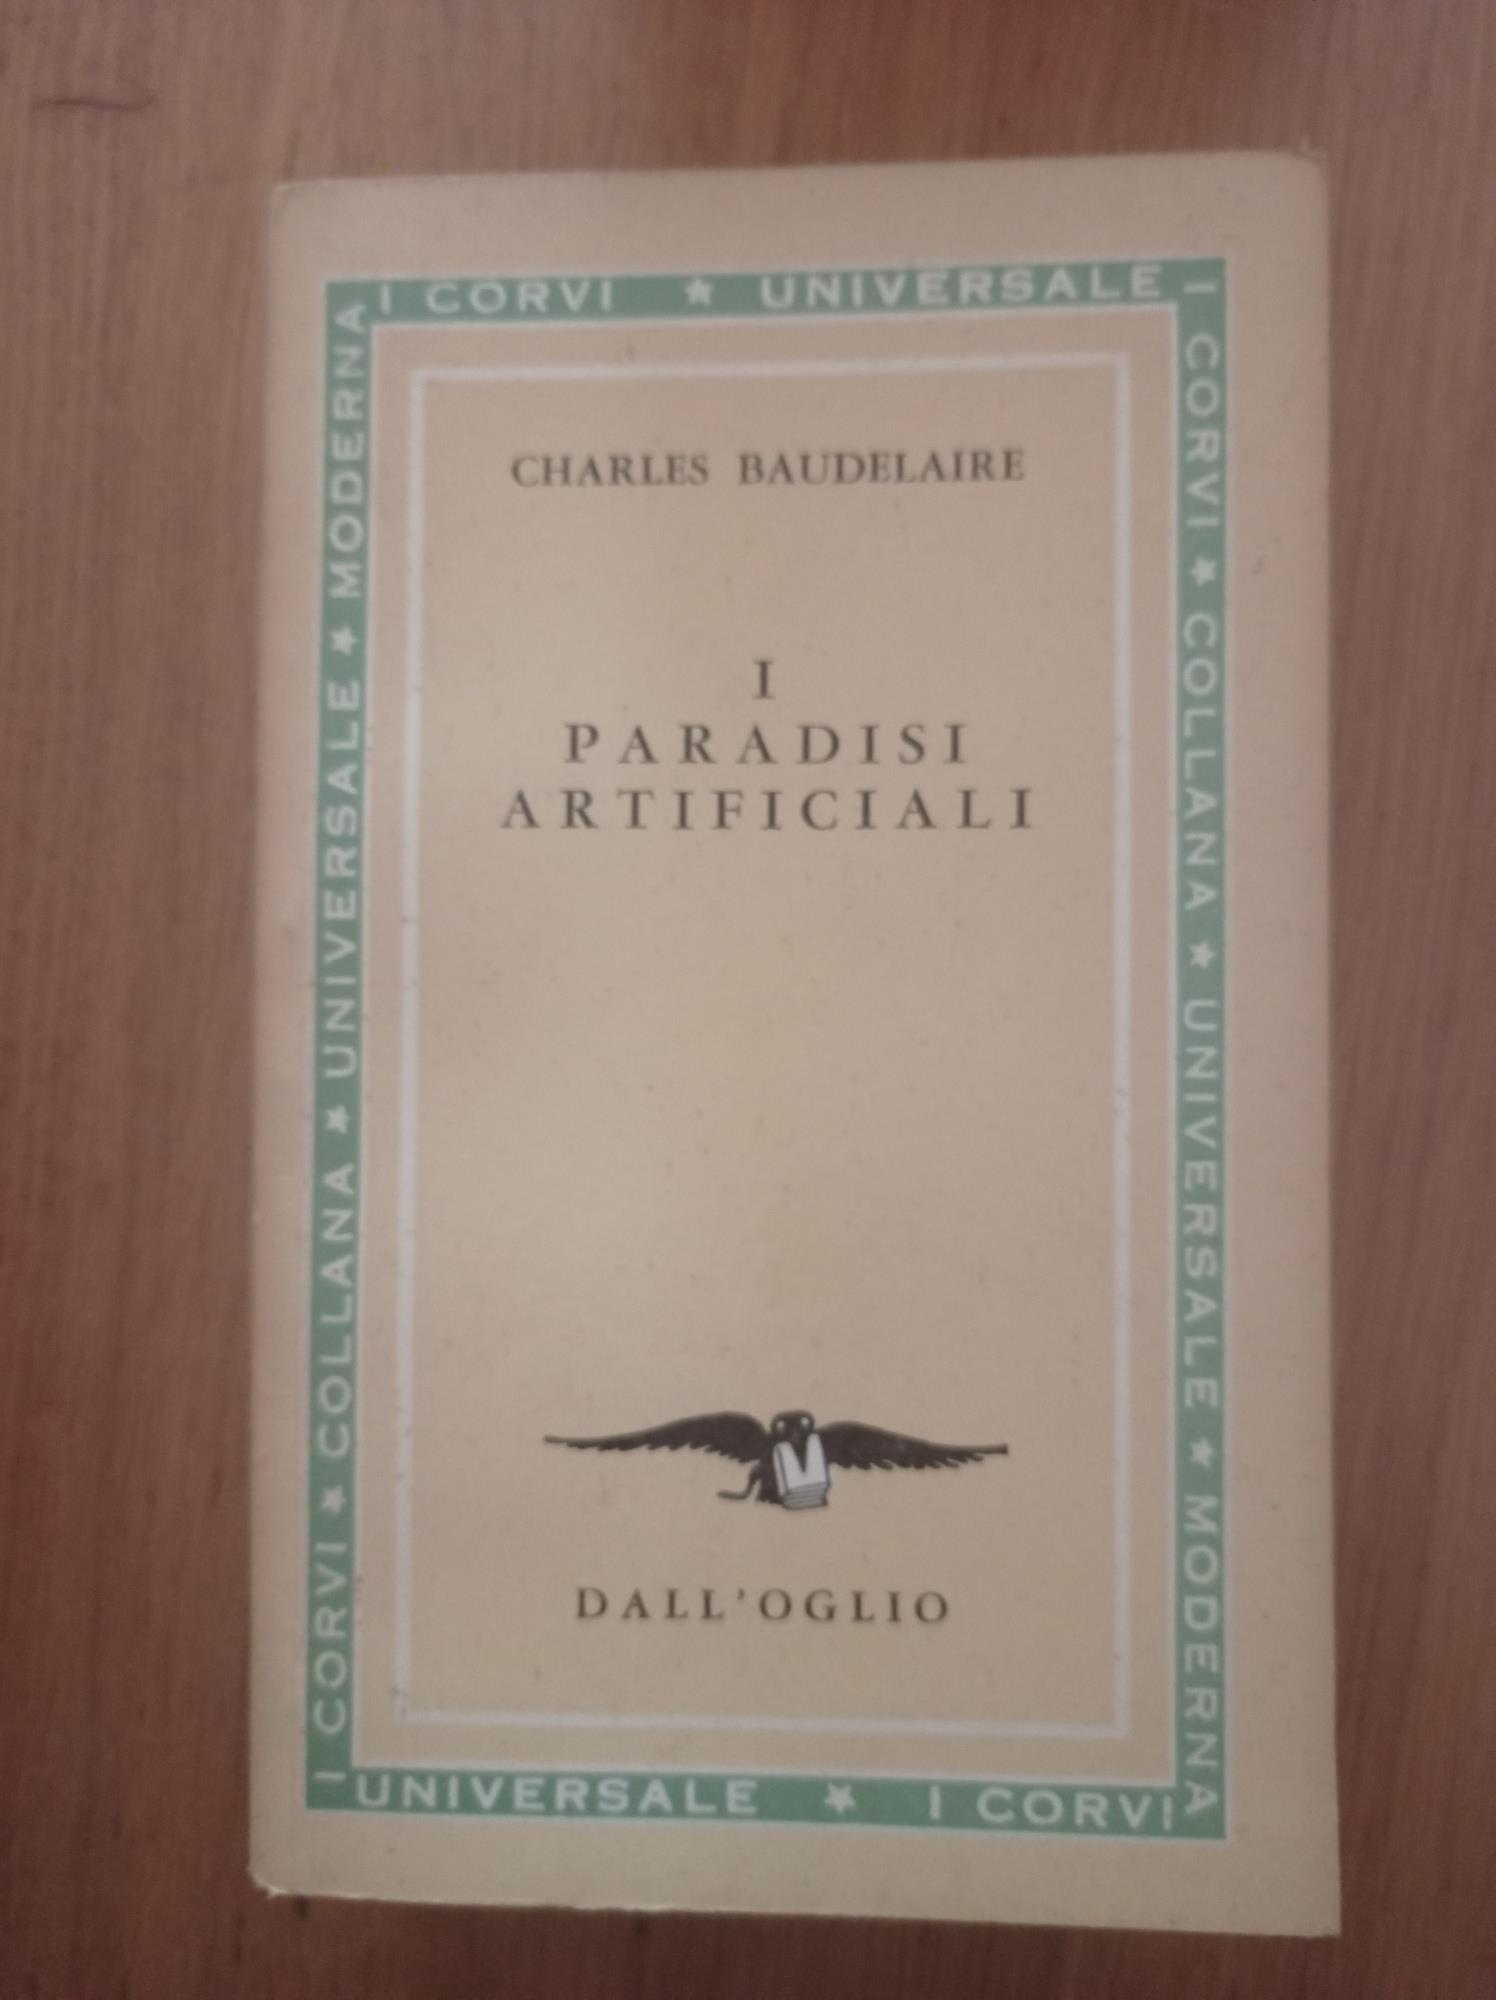 I CORVI ★ UNIVERSALE
I CORVI ★ COLLANA ★ UNIVERSALE ★ MODERNA
I CORVI ★ COLLANA ★ UNIVERSALE ★ MODERNA
CHARLES BAUDELAIRE
I
PARADISI
ARTIFICIALI
DALL'OGLIO
UNIVERSALE ★ I CORVI